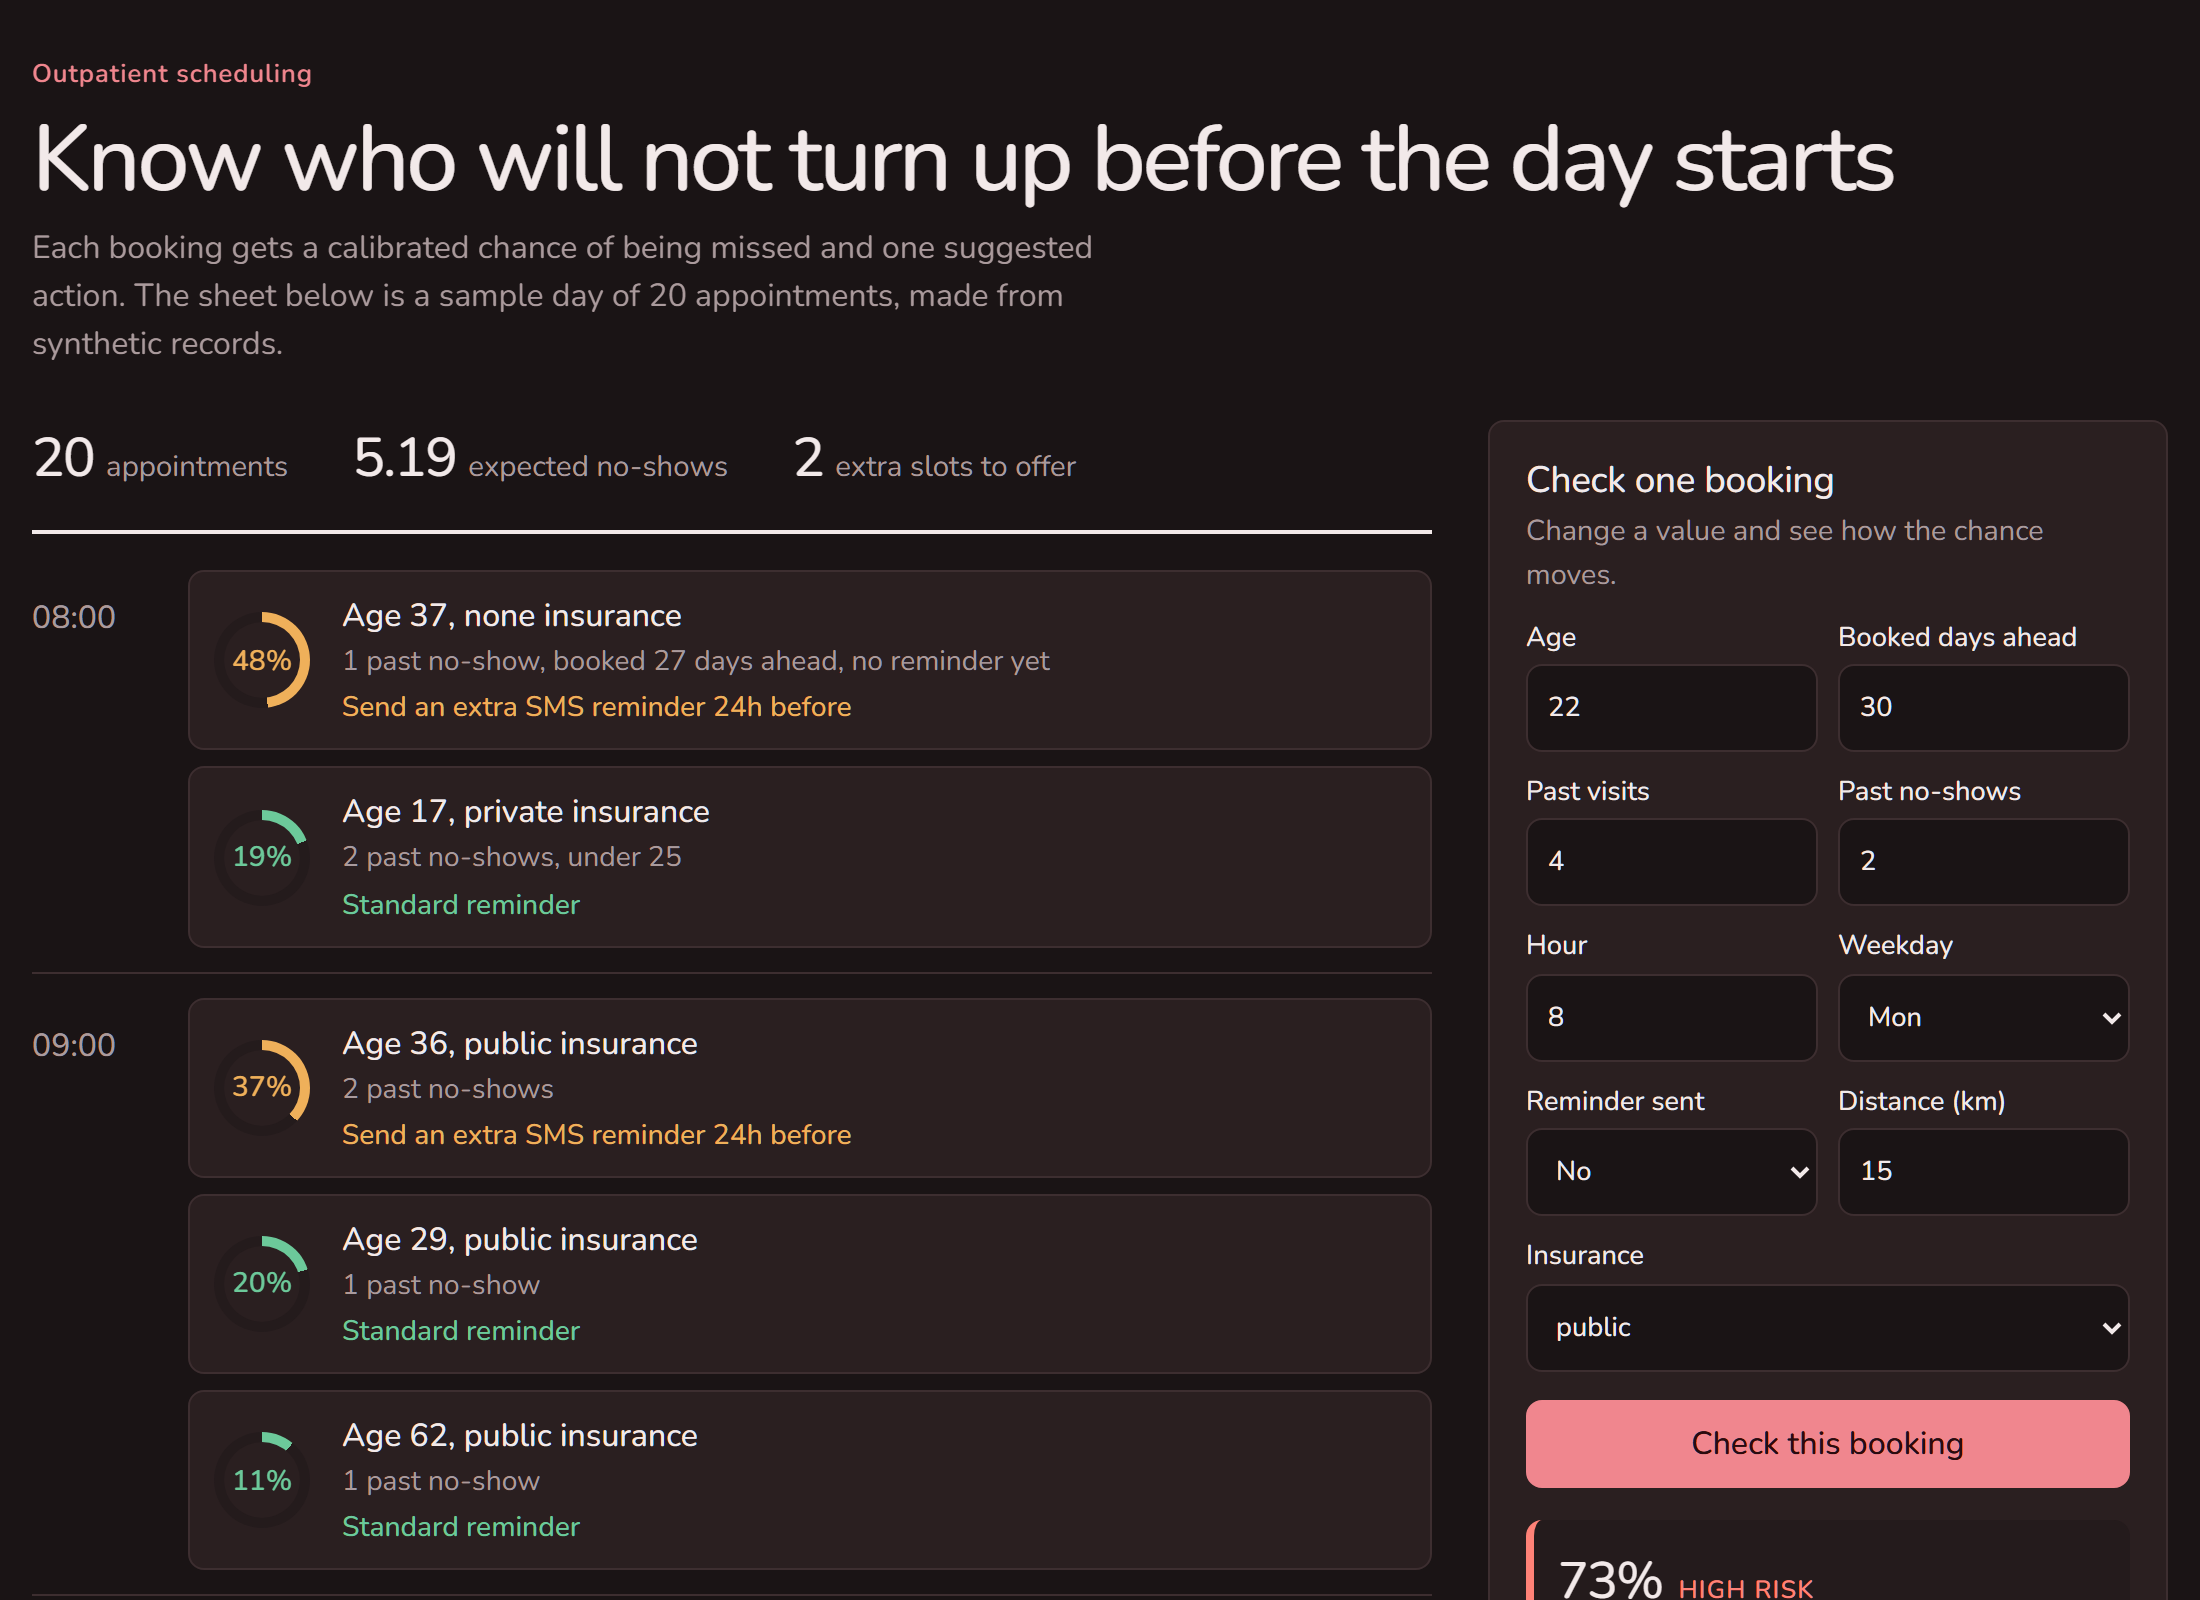 Outpatient scheduling
Know who will not turn up before the day starts
Each booking gets a calibrated chance of being missed and one suggested
action. The sheet below is a sample day of 20 appointments, made from
synthetic records.
20 appointments
5.19 expected no-shows
2 extra slots to offer
08:00
48%
Age 37, none insurance
1 past no-show, booked 27 days ahead, no reminder yet
Send an extra SMS reminder 24h before
19%
Age 17, private insurance
2 past no-shows, under 25
Standard reminder
09:00
37%
Age 36, public insurance
2 past no-shows
Send an extra SMS reminder 24h before
20%
Age 29, public insurance
1 past no-show
Standard reminder
11%
Age 62, public insurance
1 past no-show
Standard reminder
Check one booking
Change a value and see how the chance
moves.
Age
22
Booked days ahead
30
Past visits
4
Past no-shows
2
Hour
8
Weekday
Mon
Reminder sent
No
Distance (km)
15
Insurance
public
Check this booking
73% HIGH RISK